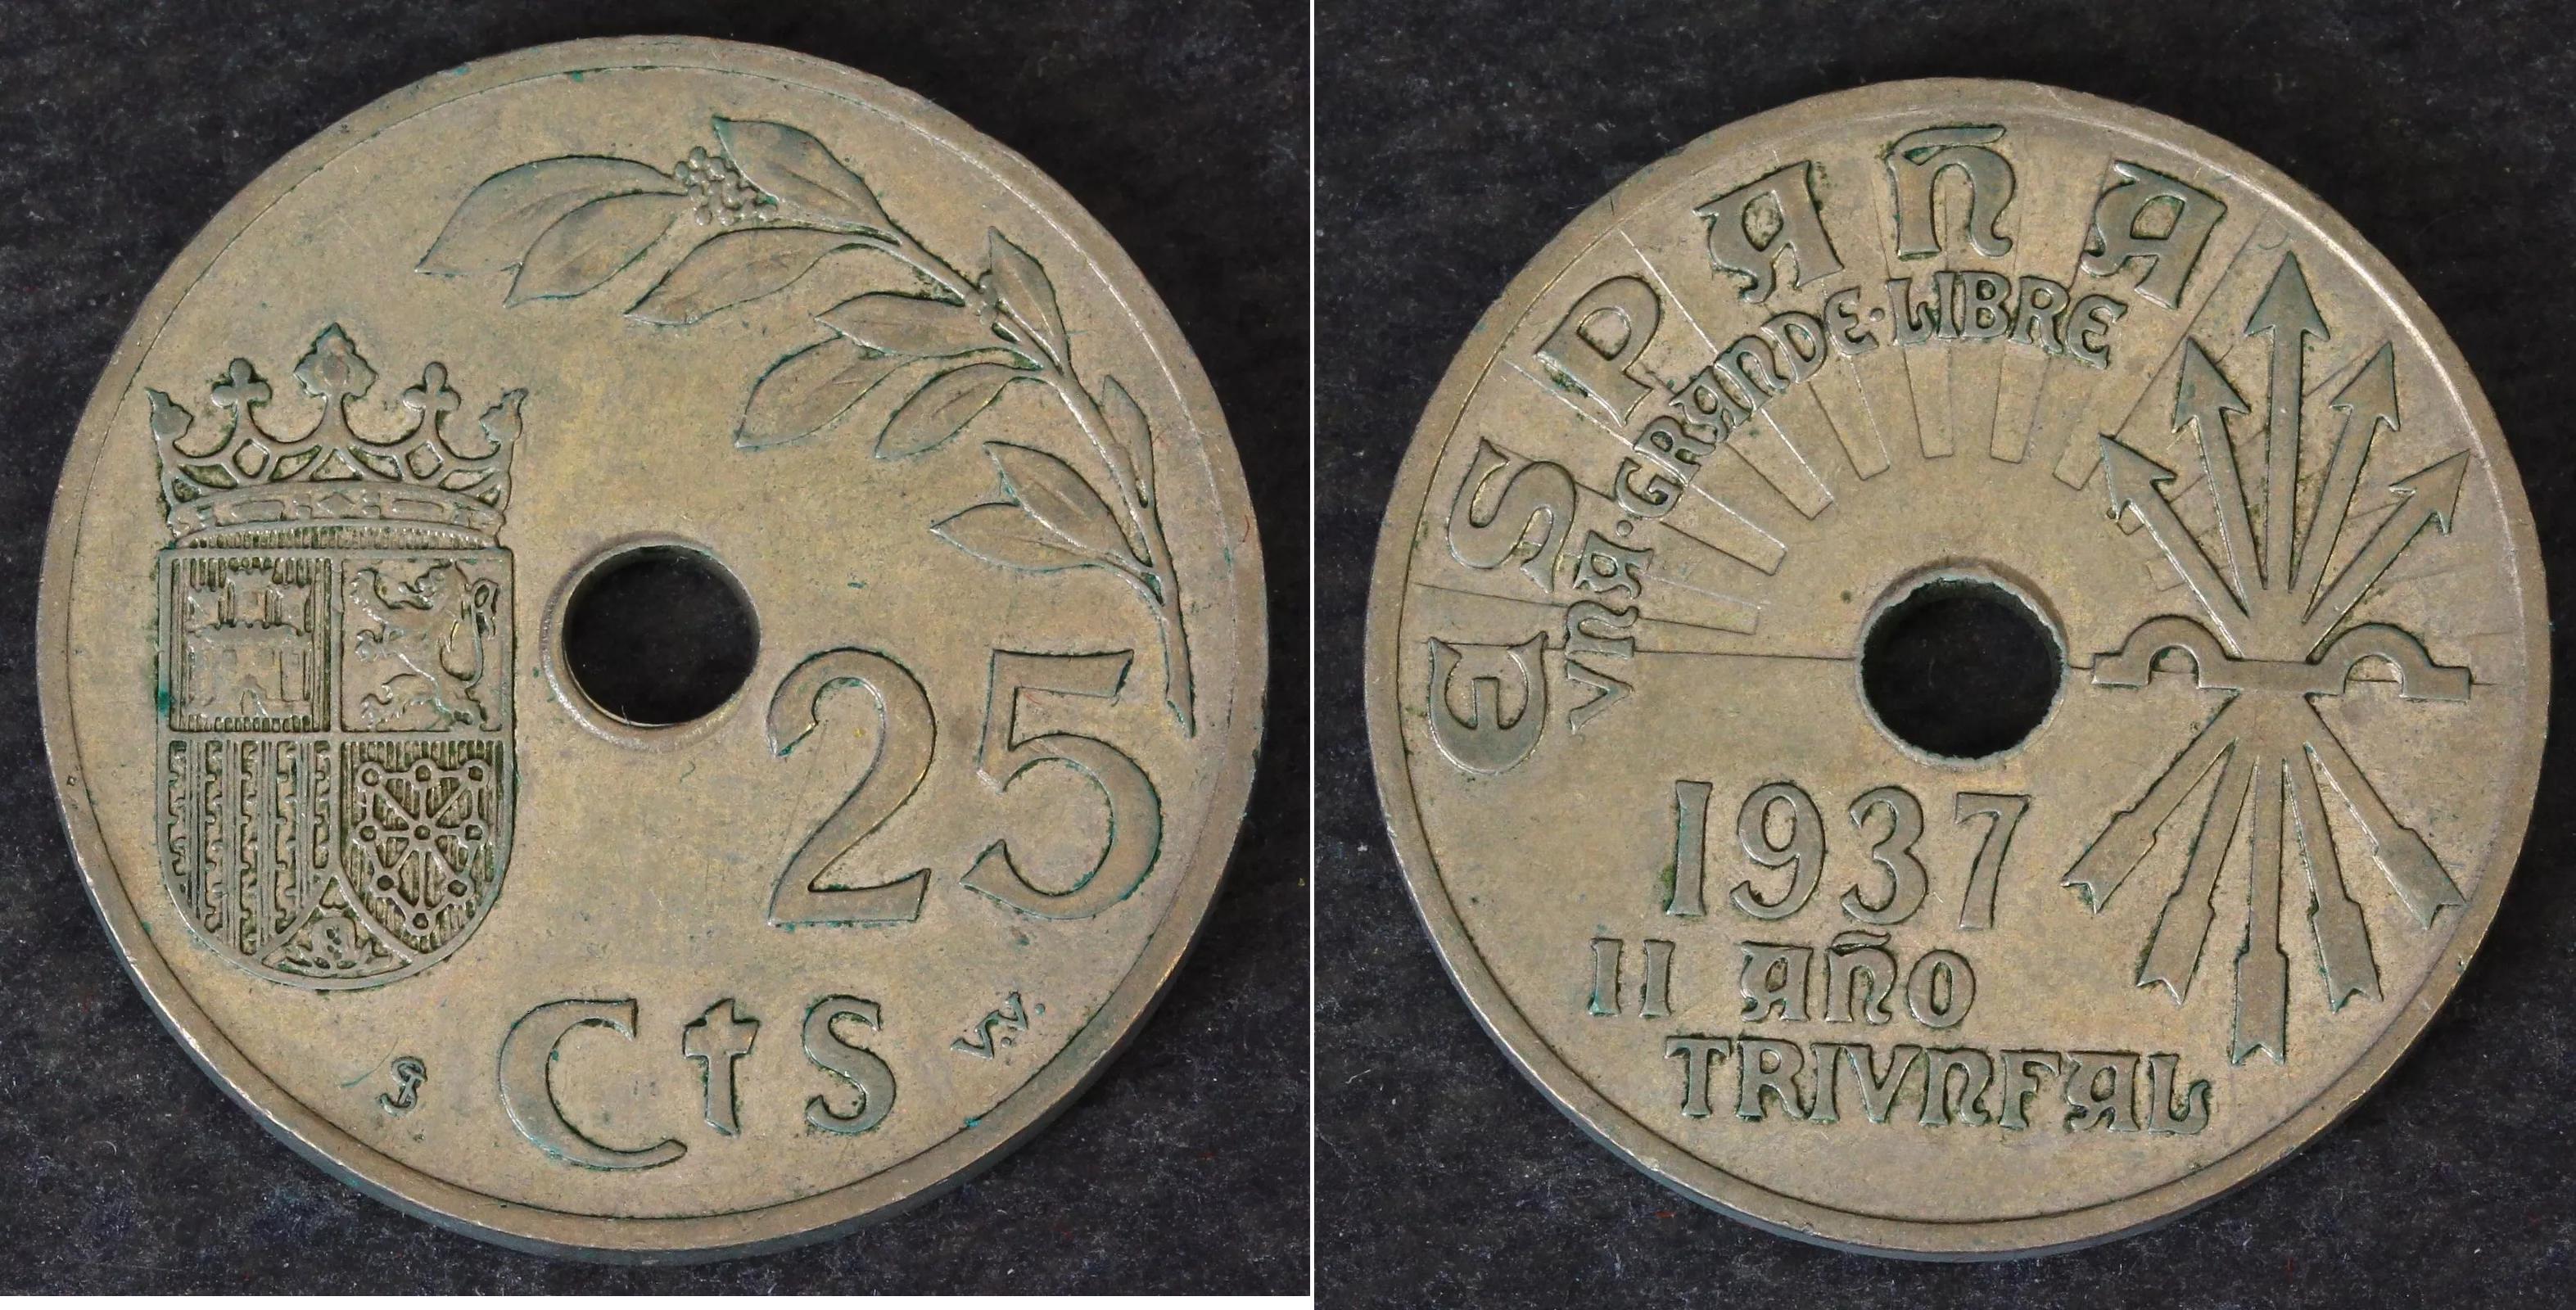 25
CtS
V.S.V.
ESPAÑA
VNA·GRANDE·LIBRE
1937
II AÑO
TRIVNFAL